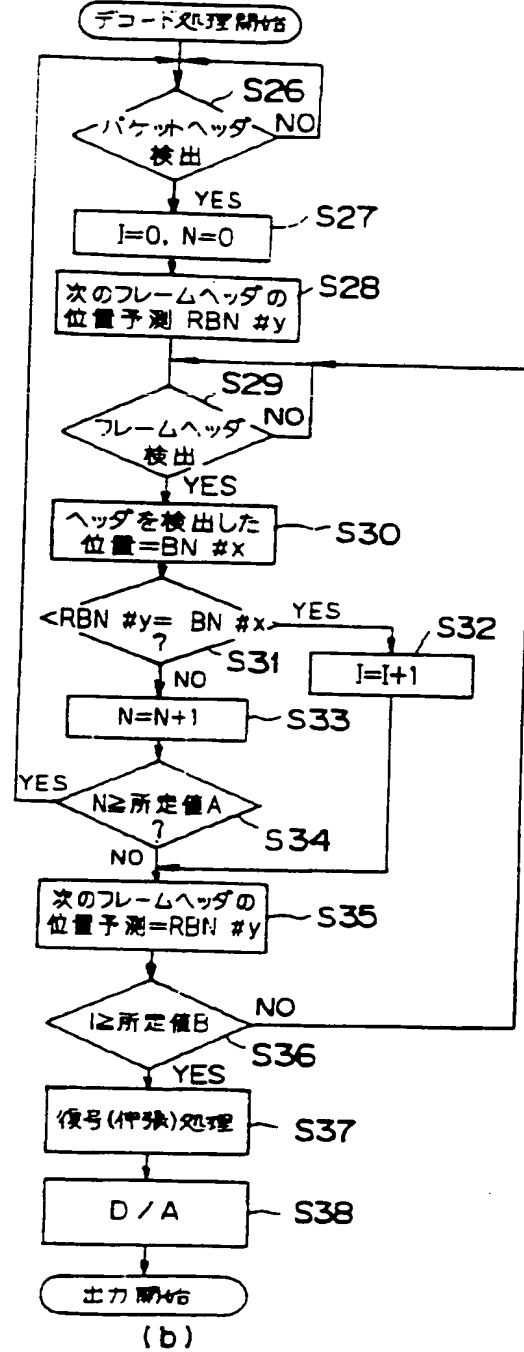 デコード処理開始
S26
パケットヘッダ
検出
NO
YES
I=0, N=0
S27
次のフレームヘッダの
位置予測 RBN #y
S28
S29
フレームヘッダ
検出
NO
YES
ヘッダを検出した
位置=BN #x
S30
<RBN #y= BN #x
?
YES
S31
S32
I=I+1
NO
N=N+1
S33
YES
N≧所定値A
?
S34
NO
次のフレームヘッダの
位置予測=RBN #y
S35
I≧所定値B
NO
S36
YES
復号(伸張)処理
S37
D/A
S38
出力開始
(b)